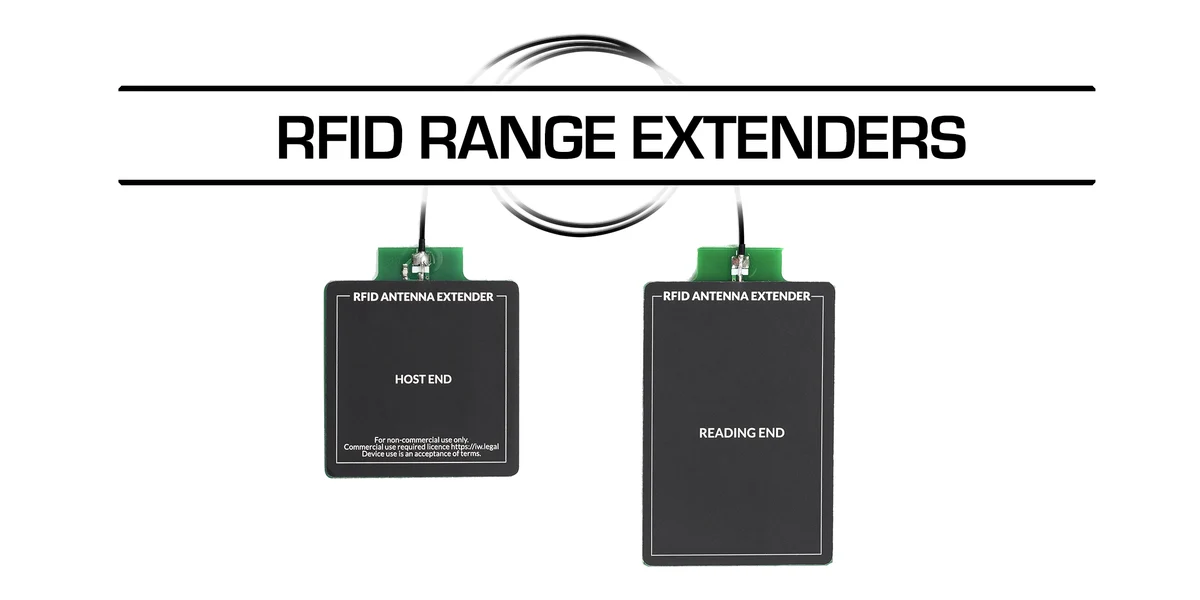 RFID RANGE EXTENDERS
RFID ANTENNA EXTENDER
HOST END
For non-commercial use only.
Commercial use required licence https://iw.legal
Device use is an acceptance of terms.
RFID ANTENNA EXTENDER
READING END